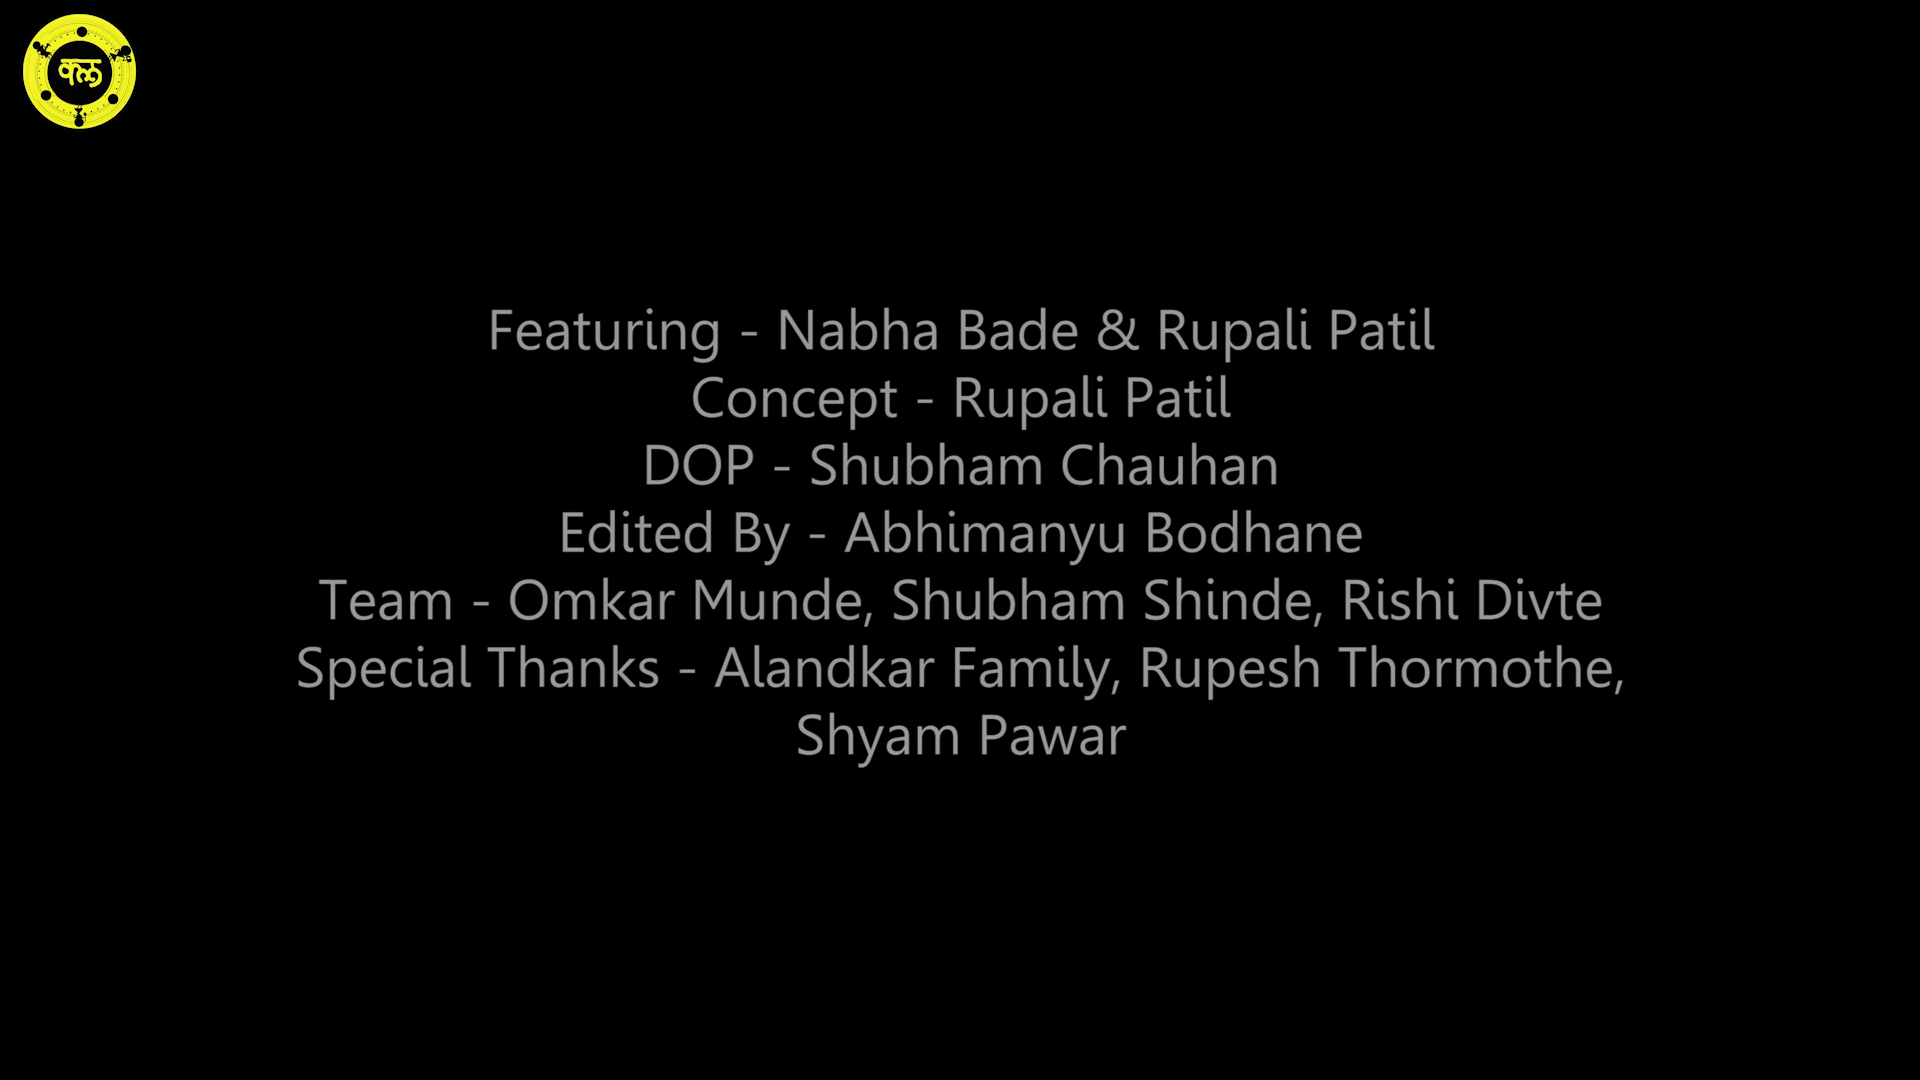 कल
Featuring - Nabha Bade & Rupali Patil
Concept - Rupali Patil
DOP - Shubham Chauhan
Edited By - Abhimanyu Bodhane
Team - Omkar Munde, Shubham Shinde, Rishi Divte
Special Thanks - Alandkar Family, Rupesh Thormothe,
Shyam Pawar